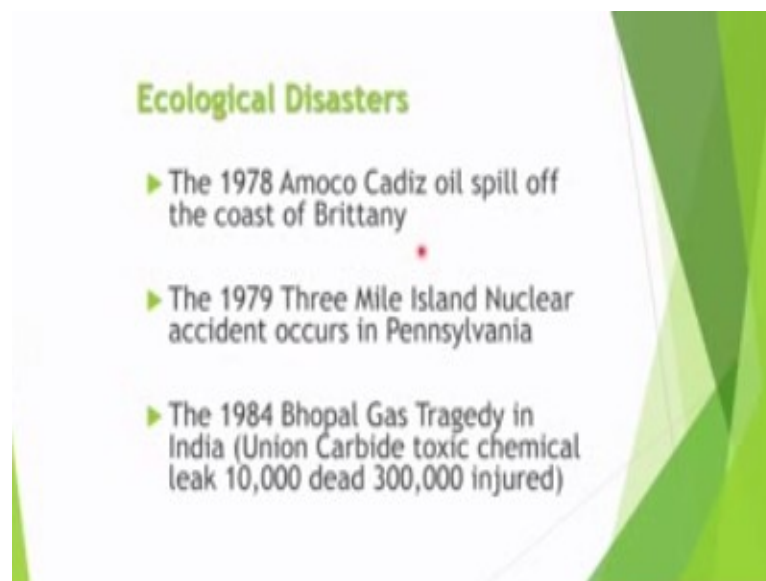 Ecological Disasters
The 1978 Amoco Cadiz oil spill off
the coast of Brittany
The 1979 Three Mile Island Nuclear
accident occurs in Pennsylvania
The 1984 Bhopal Gas Tragedy in
India (Union Carbide toxic chemical
leak 10,000 dead 300,000 injured)